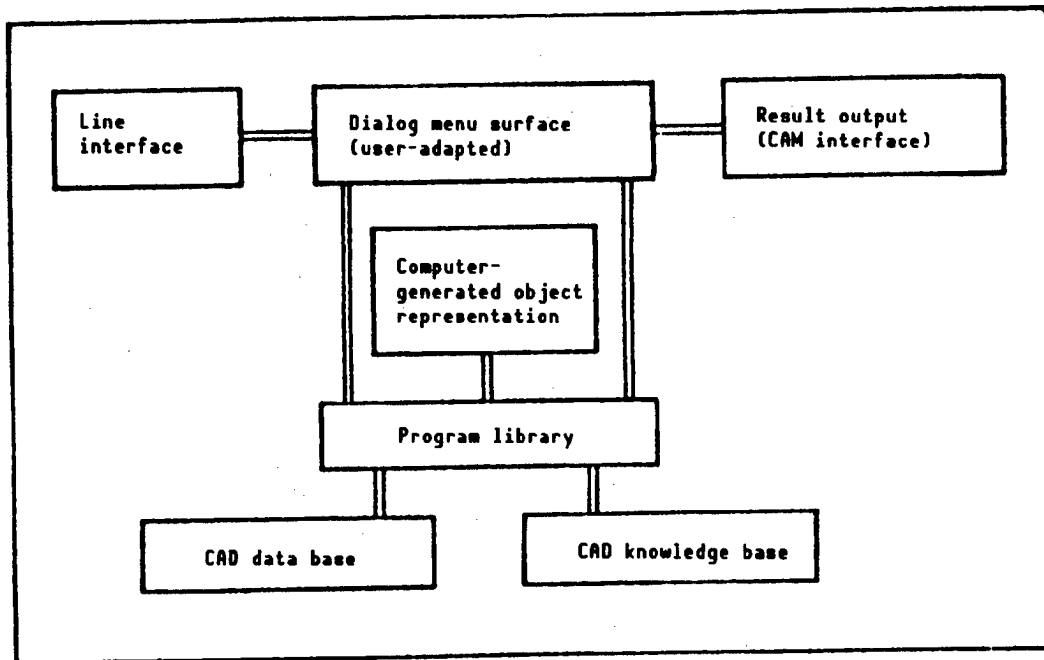 Line
interface
Dialog menu surface
(user-adapted)
Result output
(CAM interface)
Computer-
generated object
representation
Program library
CAD data base
CAD knowledge base